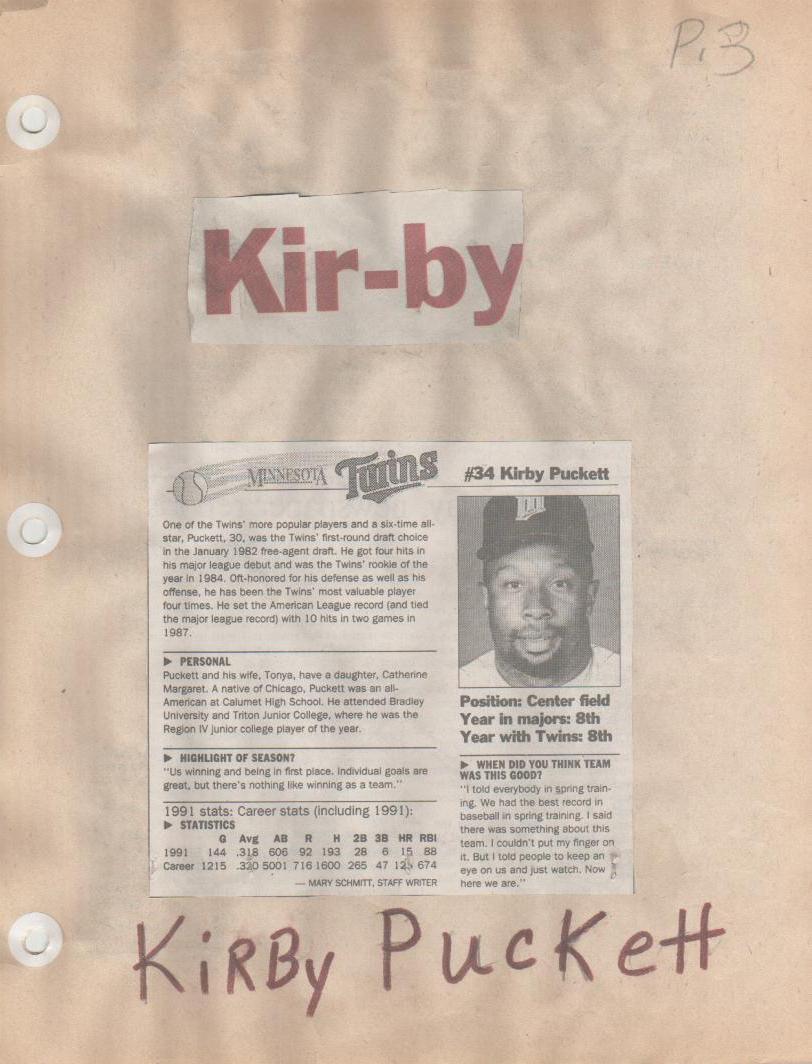 P.3
Kir-by
MINNESOTA Twins
#34 Kirby Puckett
One of the Twins' more popular players and a six-time all-
star, Puckett, 30, was the Twins' first-round draft choice
in the January 1982 free-agent draft. He got four hits in
his major league debut and was the Twins' rookie of the
year in 1984. Oft-honored for his defense as well as his
offense, he has been the Twins' most valuable player
four times. He set the American League record (and tied
the major league record) with 10 hits in two games in
1987.
▶ PERSONAL
Puckett and his wife, Tonya, have a daughter, Catherine
Margaret. A native of Chicago, Puckett was an all-
American at Calumet High School. He attended Bradley
University and Triton Junior College, where he was the
Region IV junior college player of the year.
▶ HIGHLIGHT OF SEASON?
"Us winning and being in first place. Individual goals are
great, but there's nothing like winning as a team."
1991 stats: Career stats (including 1991):
▶ STATISTICS
G Avg AB R H 2B 3B HR RBI
1991 144 .318 606 92 193 28 6 15 88
Career 1215 .320 5001 716 1600 265 47 674
— MARY SCHMITT, STAFF WRITER
Position: Center field
Year in majors: 8th
Year with Twins: 8th
▶ WHEN DID YOU THINK TEAM
WAS THIS GOOD?
"I told everybody in spring train-
ing. We had the best record in
baseball in spring training. I said
there was something about this
team. I couldn't put my finger on
it. But I told people to keep an
eye on us and just watch. Now
here we are."
KiRBy PucKett